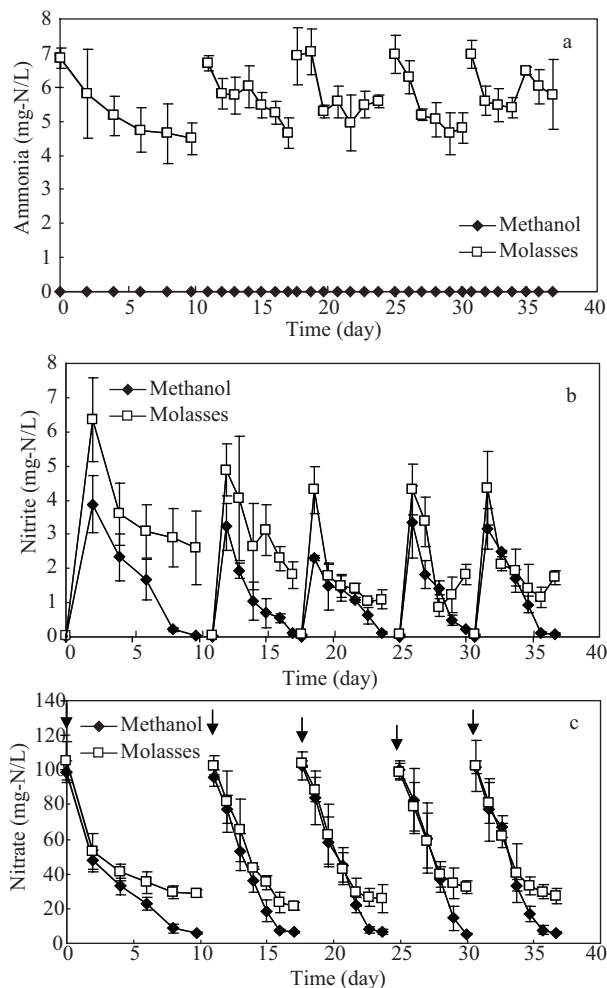 8
a
7
6
5
4
3
2
1
0
Ammonia (mg-N/L)
Methanol
Molasses
0 5 10 15 20 25 30 35 40
Time (day)
8
b
7
6
5
4
3
2
1
0
Nitrite (mg-N/L)
Methanol
Molasses
0 5 10 15 20 25 30 35 40
Time (day)
140
c
120
100
80
60
40
20
0
Nitrate (mg-N/L)
Methanol
Molasses
0 5 10 15 20 25 30 35 40
Time (day)